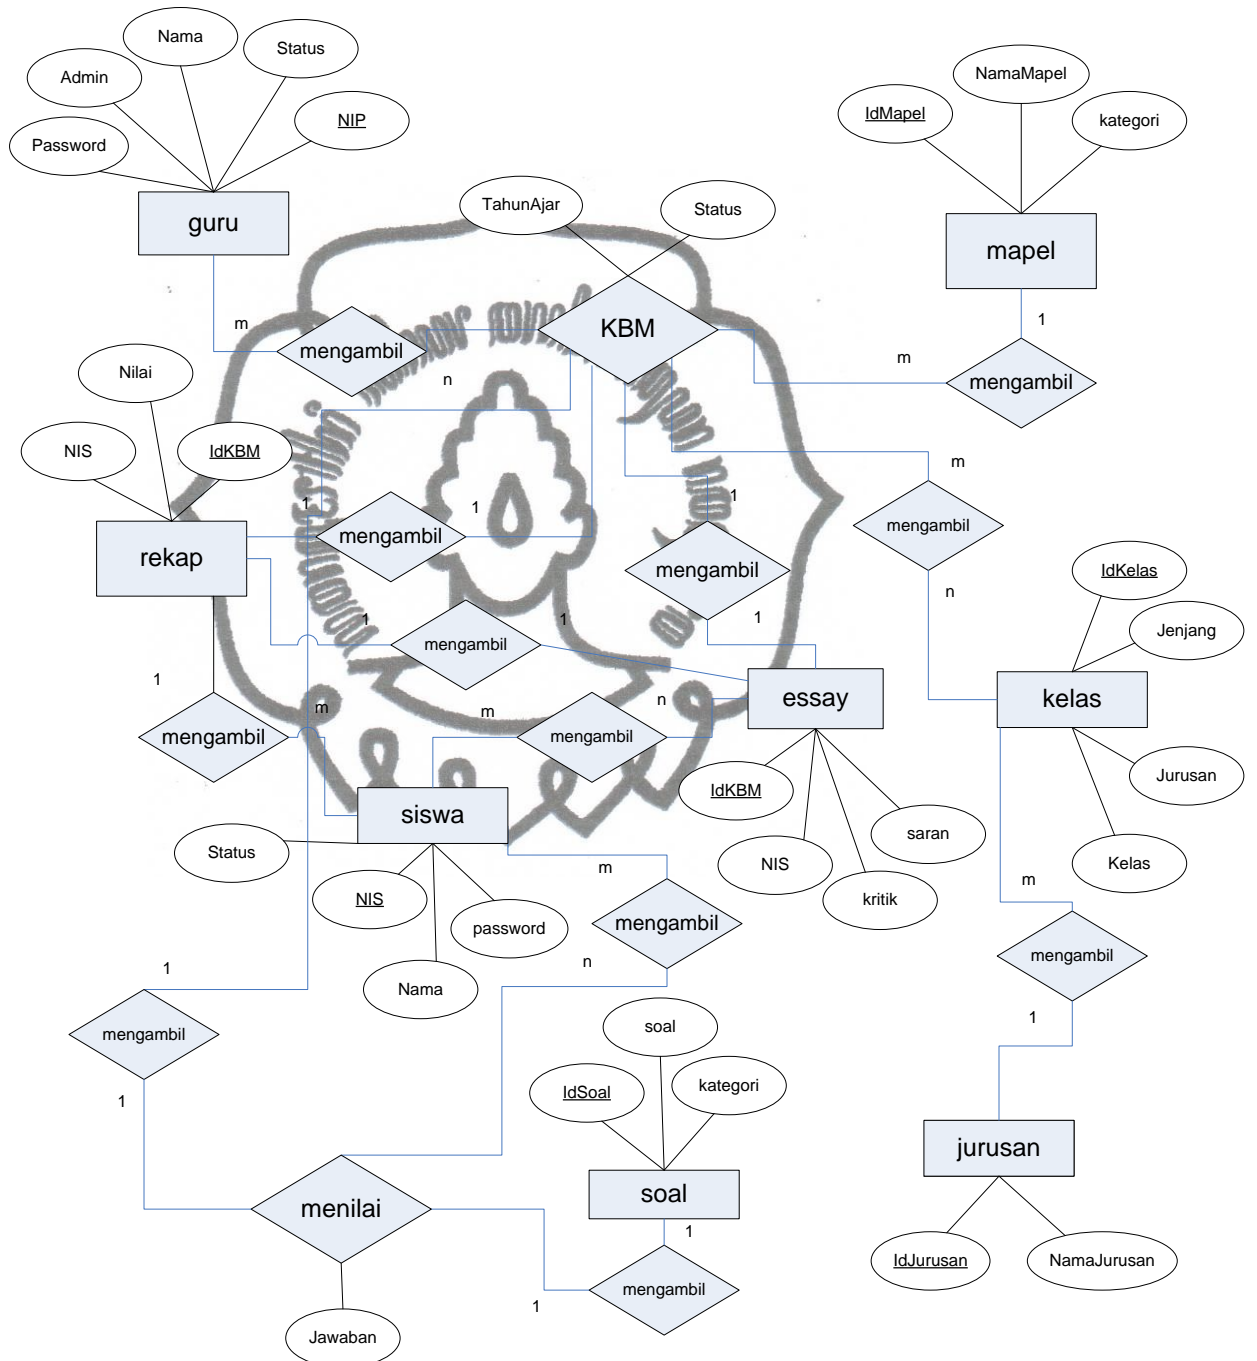 Nama
Status
Admin
NIP
Password
guru
NamaMapel
IdMapel
kategori
mapel
TahunAjar
Status
KBM
m
mengambil
n
1
m
mengambil
Nilai
NIS
IdKBM
rekap
1
mengambil
1
1
mengambil
1
m
mengambil
n
IdKelas
Jenjang
kelas
Jurusan
Kelas
1
mengambil
1
1
mengambil
m
m
mengambil
n
essay
IdKBM
NIS
kritik
saran
siswa
Status
NIS
Nama
password
m
mengambil
n
m
mengambil
1
1
mengambil
1
soal
IdSoal
kategori
soal
1
mengambil
1
menilai
Jawaban
jurusan
IdJurusan
NamaJurusan